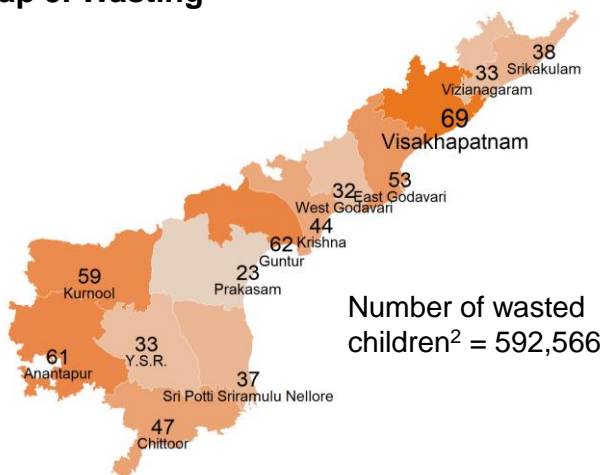 of Wasting
38
Srikakulam
33
Vizianagaram
69
Visakhapatnam
53
East Godavari
32
West Godavari
44
Krishna
62
Guntur
23
Prakasam
59
Kurnool
Number of wasted
children² = 592,566
33
Y.S.R.
61
Anantapur
37
Sri Potti Sriramulu Nellore
47
Chittoor